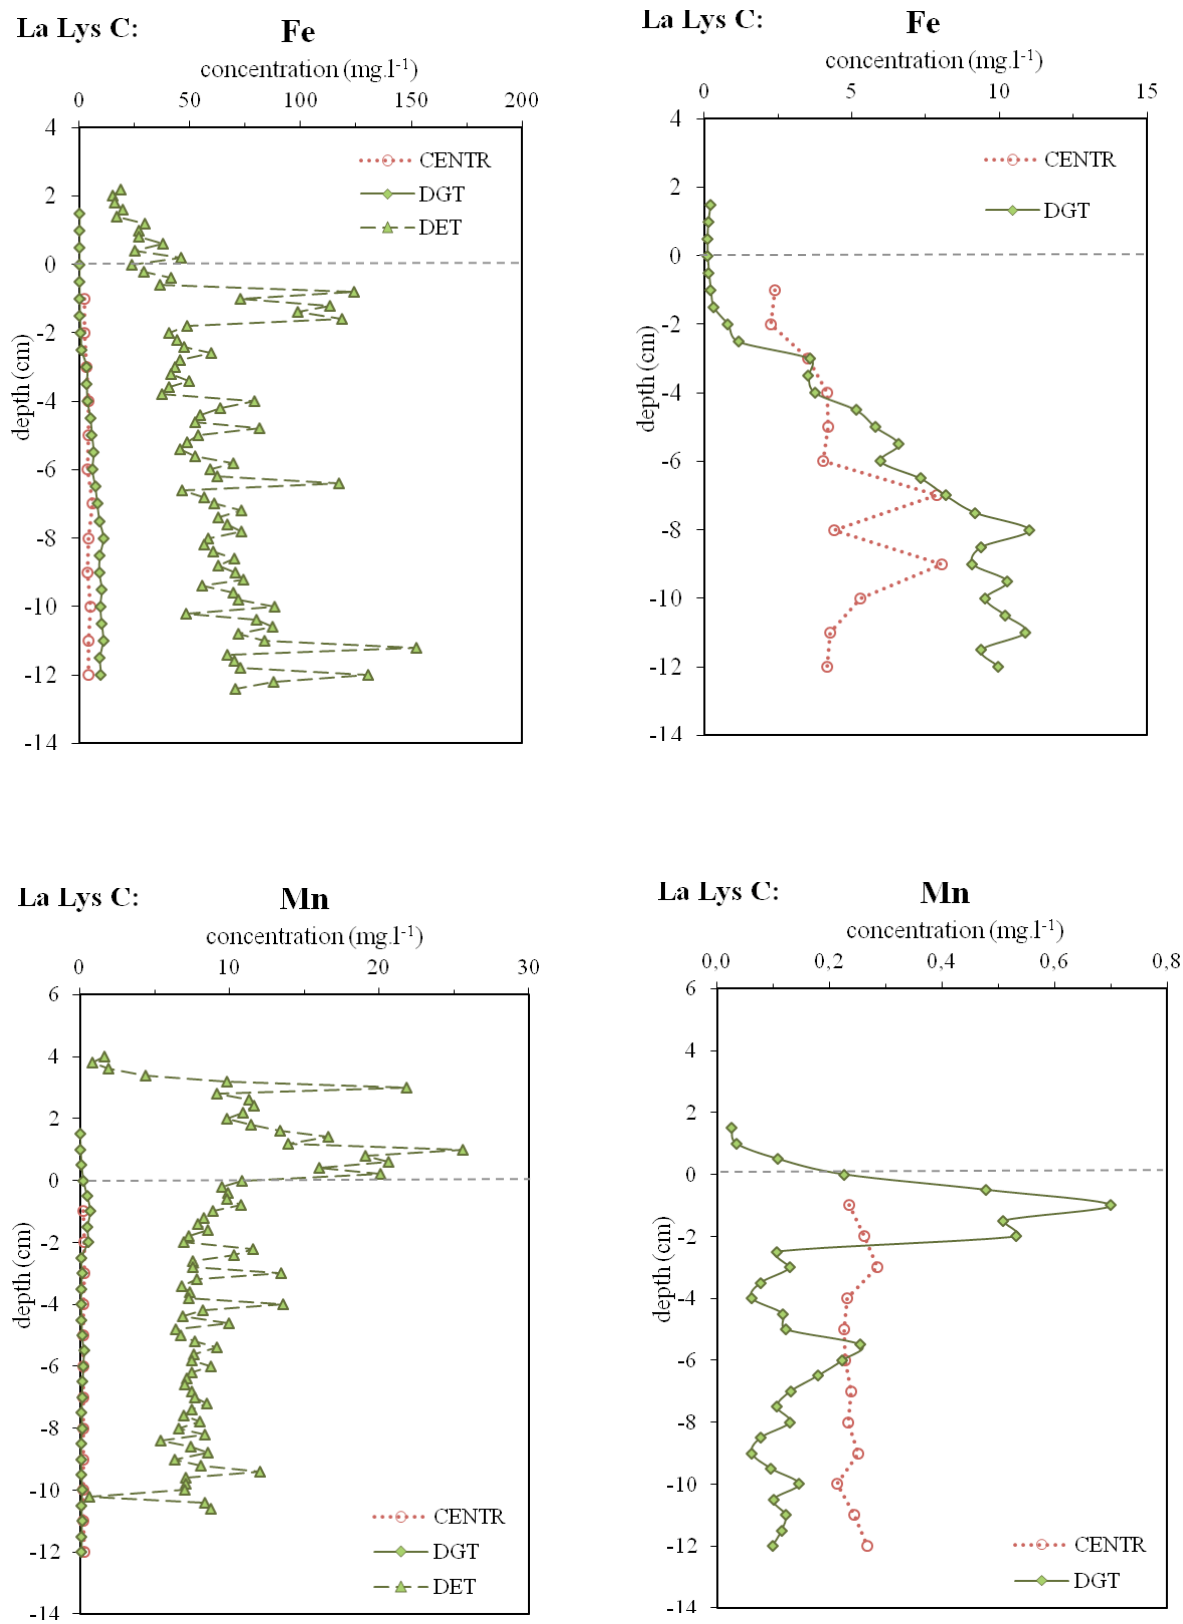 La Lys C: Fe
concentration (mg.l-1)
0 50 100 150 200
4
2
0
-2
-4
-6
-8
-10
-12
-14
depth (cm)
CENTR
DGT
DET
La Lys C: Fe
concentration (mg.l-1)
0 5 10 15
4
2
0
-2
-4
-6
-8
-10
-12
-14
depth (cm)
CENTR
DGT
La Lys C: Mn
concentration (mg.l-1)
0 10 20 30
6
4
2
0
-2
-4
-6
-8
-10
-12
-14
depth (cm)
CENTR
DGT
DET
La Lys C: Mn
concentration (mg.l-1)
0,0 0,2 0,4 0,6 0,8
6
4
2
0
-2
-4
-6
-8
-10
-12
-14
depth (cm)
CENTR
DGT